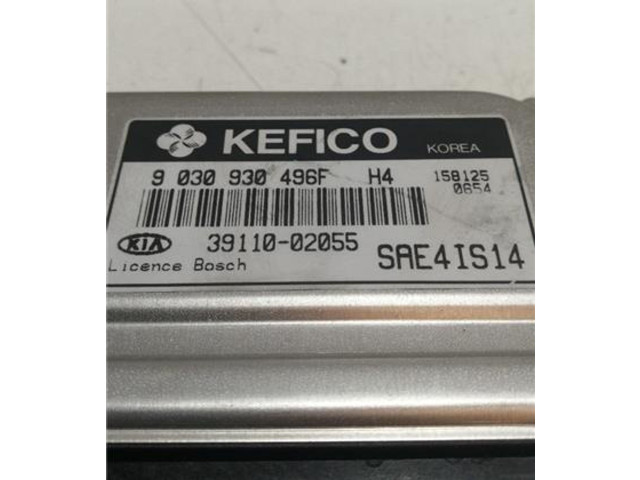 KEFICO KOREA
9 030 930 496F H4 158125
0654
KIA 39110-02055 SAE4IS14
Licence Bosch